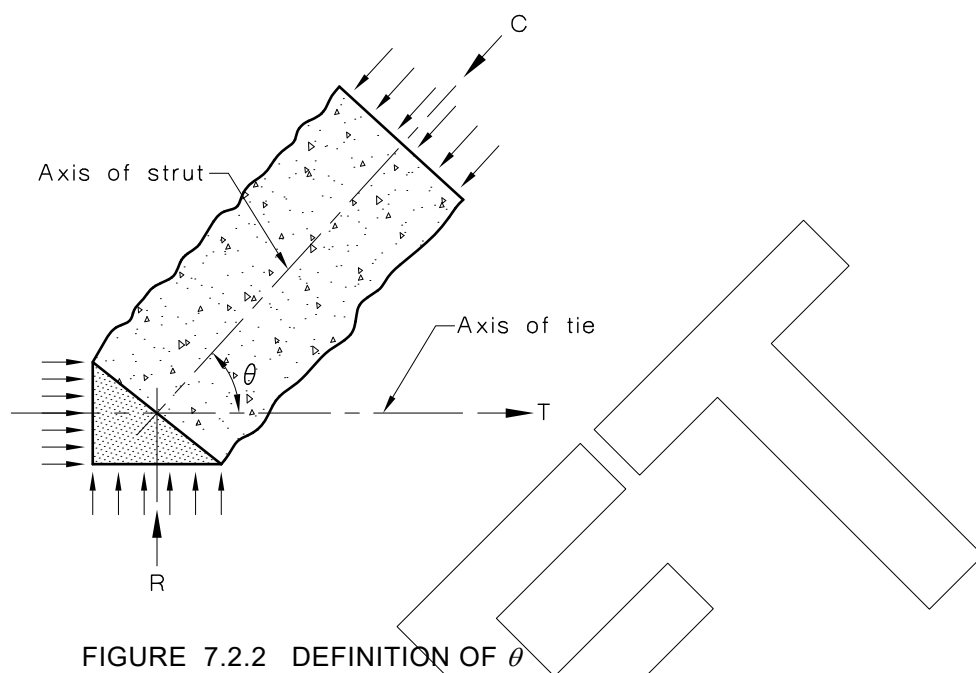 C
Axis of strut
Axis of tie
θ
T
R
FIGURE 7.2.2 DEFINITION OF θ